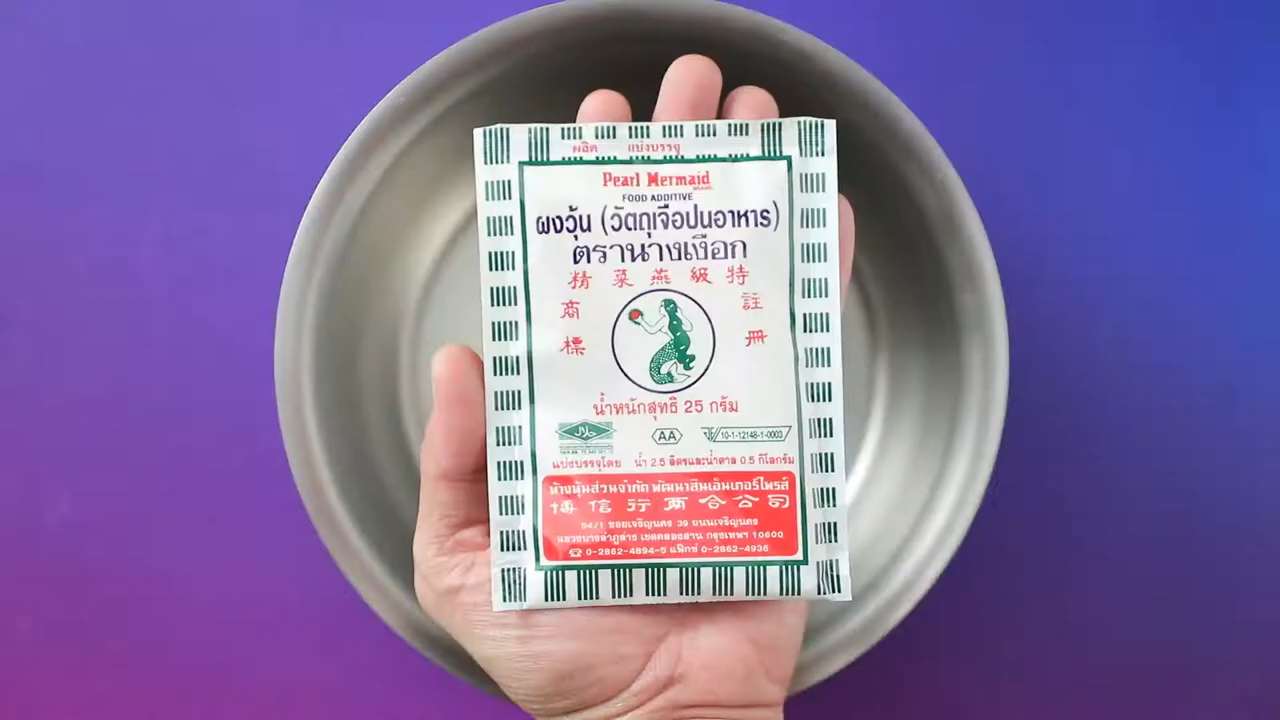 ผลิต แบ่งบรรจุ
Pearl Mermaid
BRAND
FOOD ADDITIVE
ผงวุ้น (วัตถุเจือปนอาหาร)
ตรานางเงือก
精菜燕級特
商 註
標 冊
น้ำหนักสุทธิ 25 กรัม
حلال
AA
10-1-12148-1-0003
แบ่งบรรจุโดย น้ำ 2.5 ลิตรและน้ำตาล 0.5 กิโลกรัม
ห้างหุ้นส่วนจำกัด พัฒนาสินเอ็นเตอร์ไพรส์
博信行兩合公司
54/1 ซอยเจริญนคร 39 ถนนเจริญนคร
แขวงบางลำภูล่าง เขตคลองสาน กรุงเทพฯ 10600
☎ 0-2862-4894-5 แฟ็กซ์ 0-2862-4936